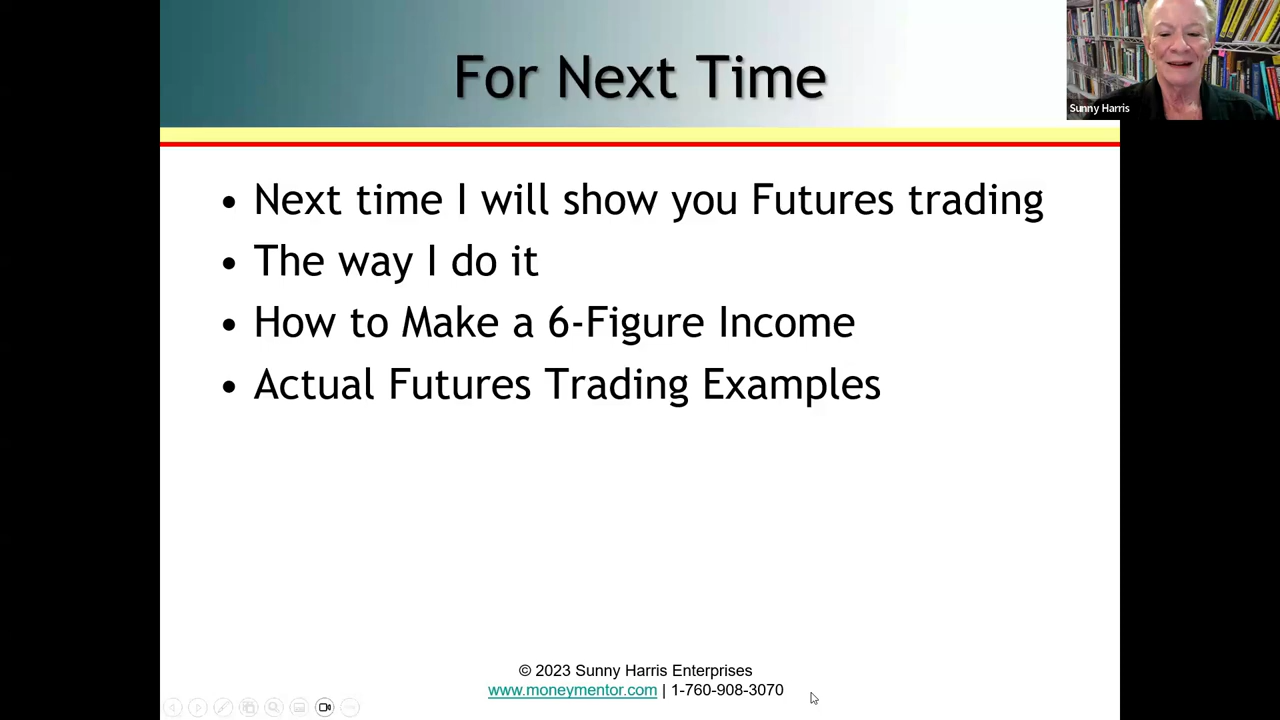 For Next Time
Sunny Harris
• Next time I will show you Futures trading
• The way I do it
• How to Make a 6-Figure Income
• Actual Futures Trading Examples
© 2023 Sunny Harris Enterprises
www.moneymentor.com | 1-760-908-3070